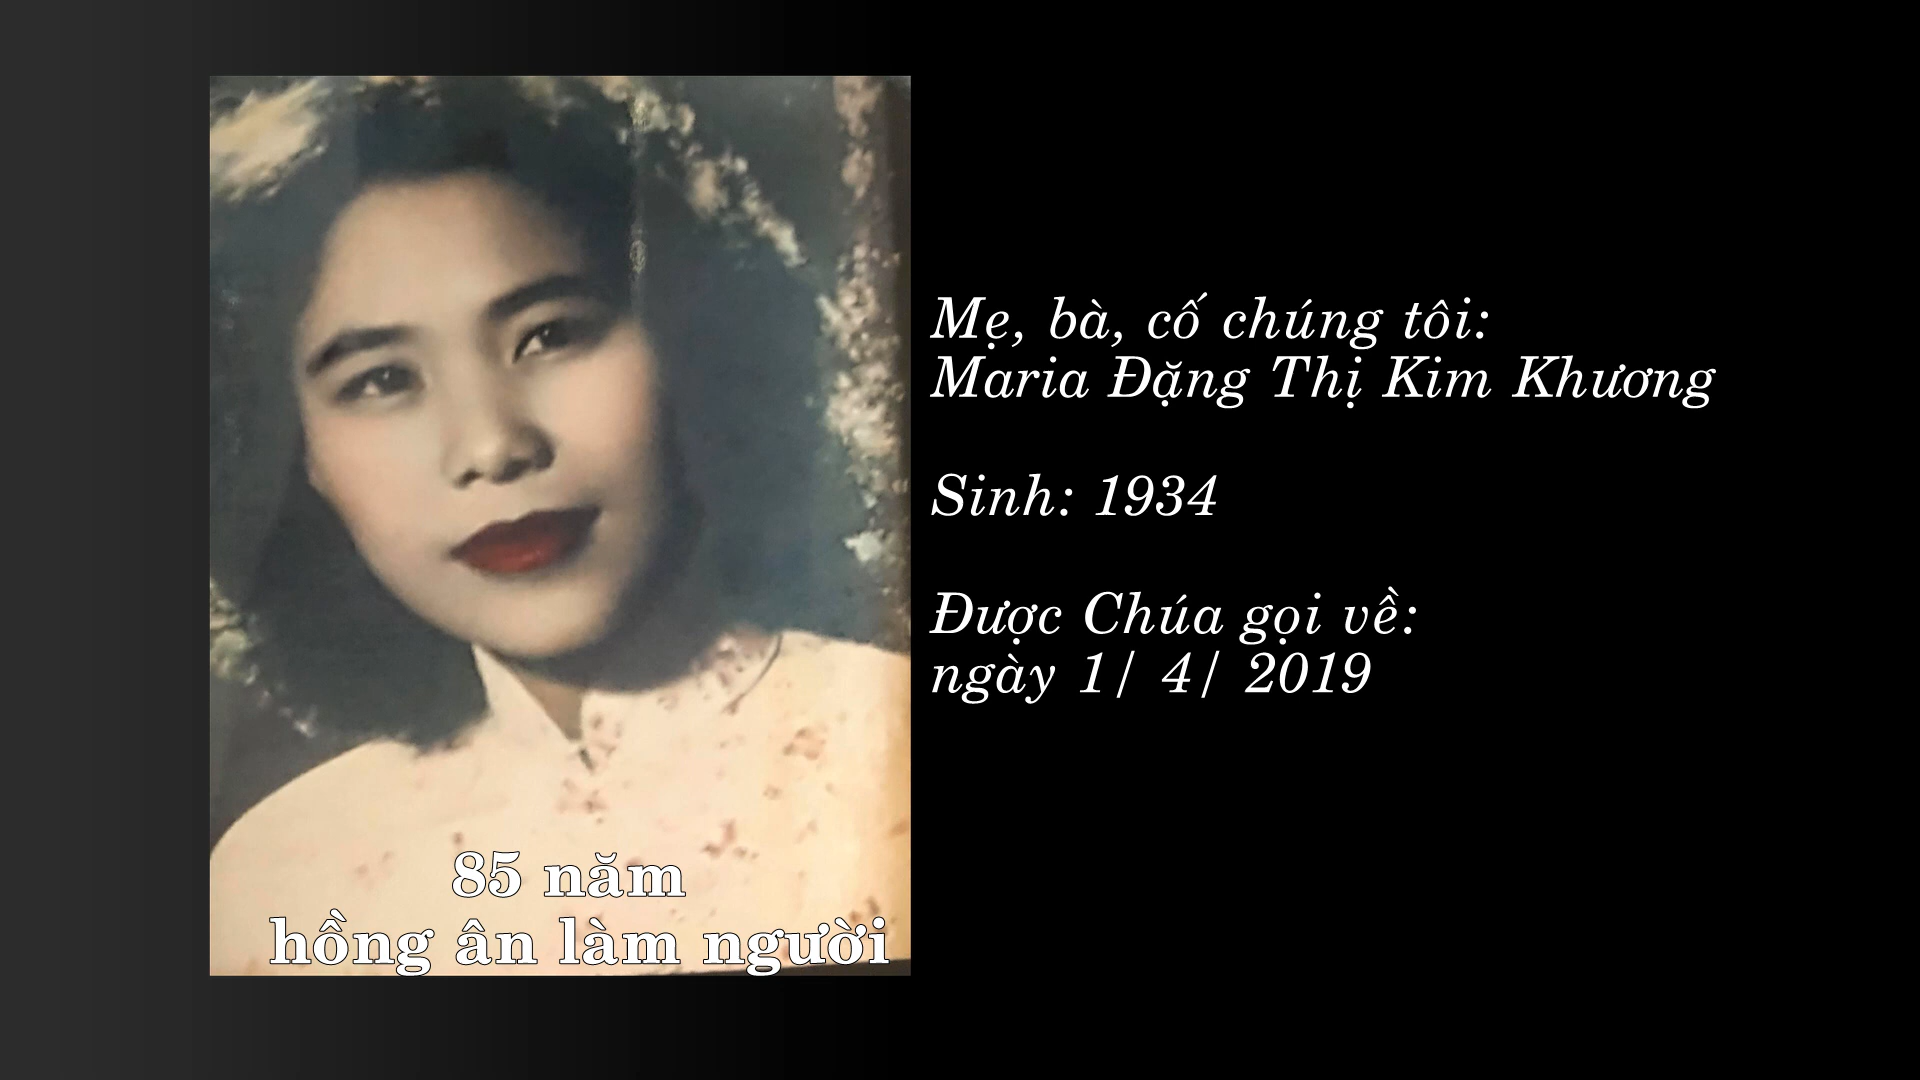 Mẹ, bà, cố chúng tôi:
Maria Đặng Thị Kim Khương
Sinh: 1934
Được Chúa gọi về:
ngày 1/ 4/ 2019
85 năm
hồng ân làm người